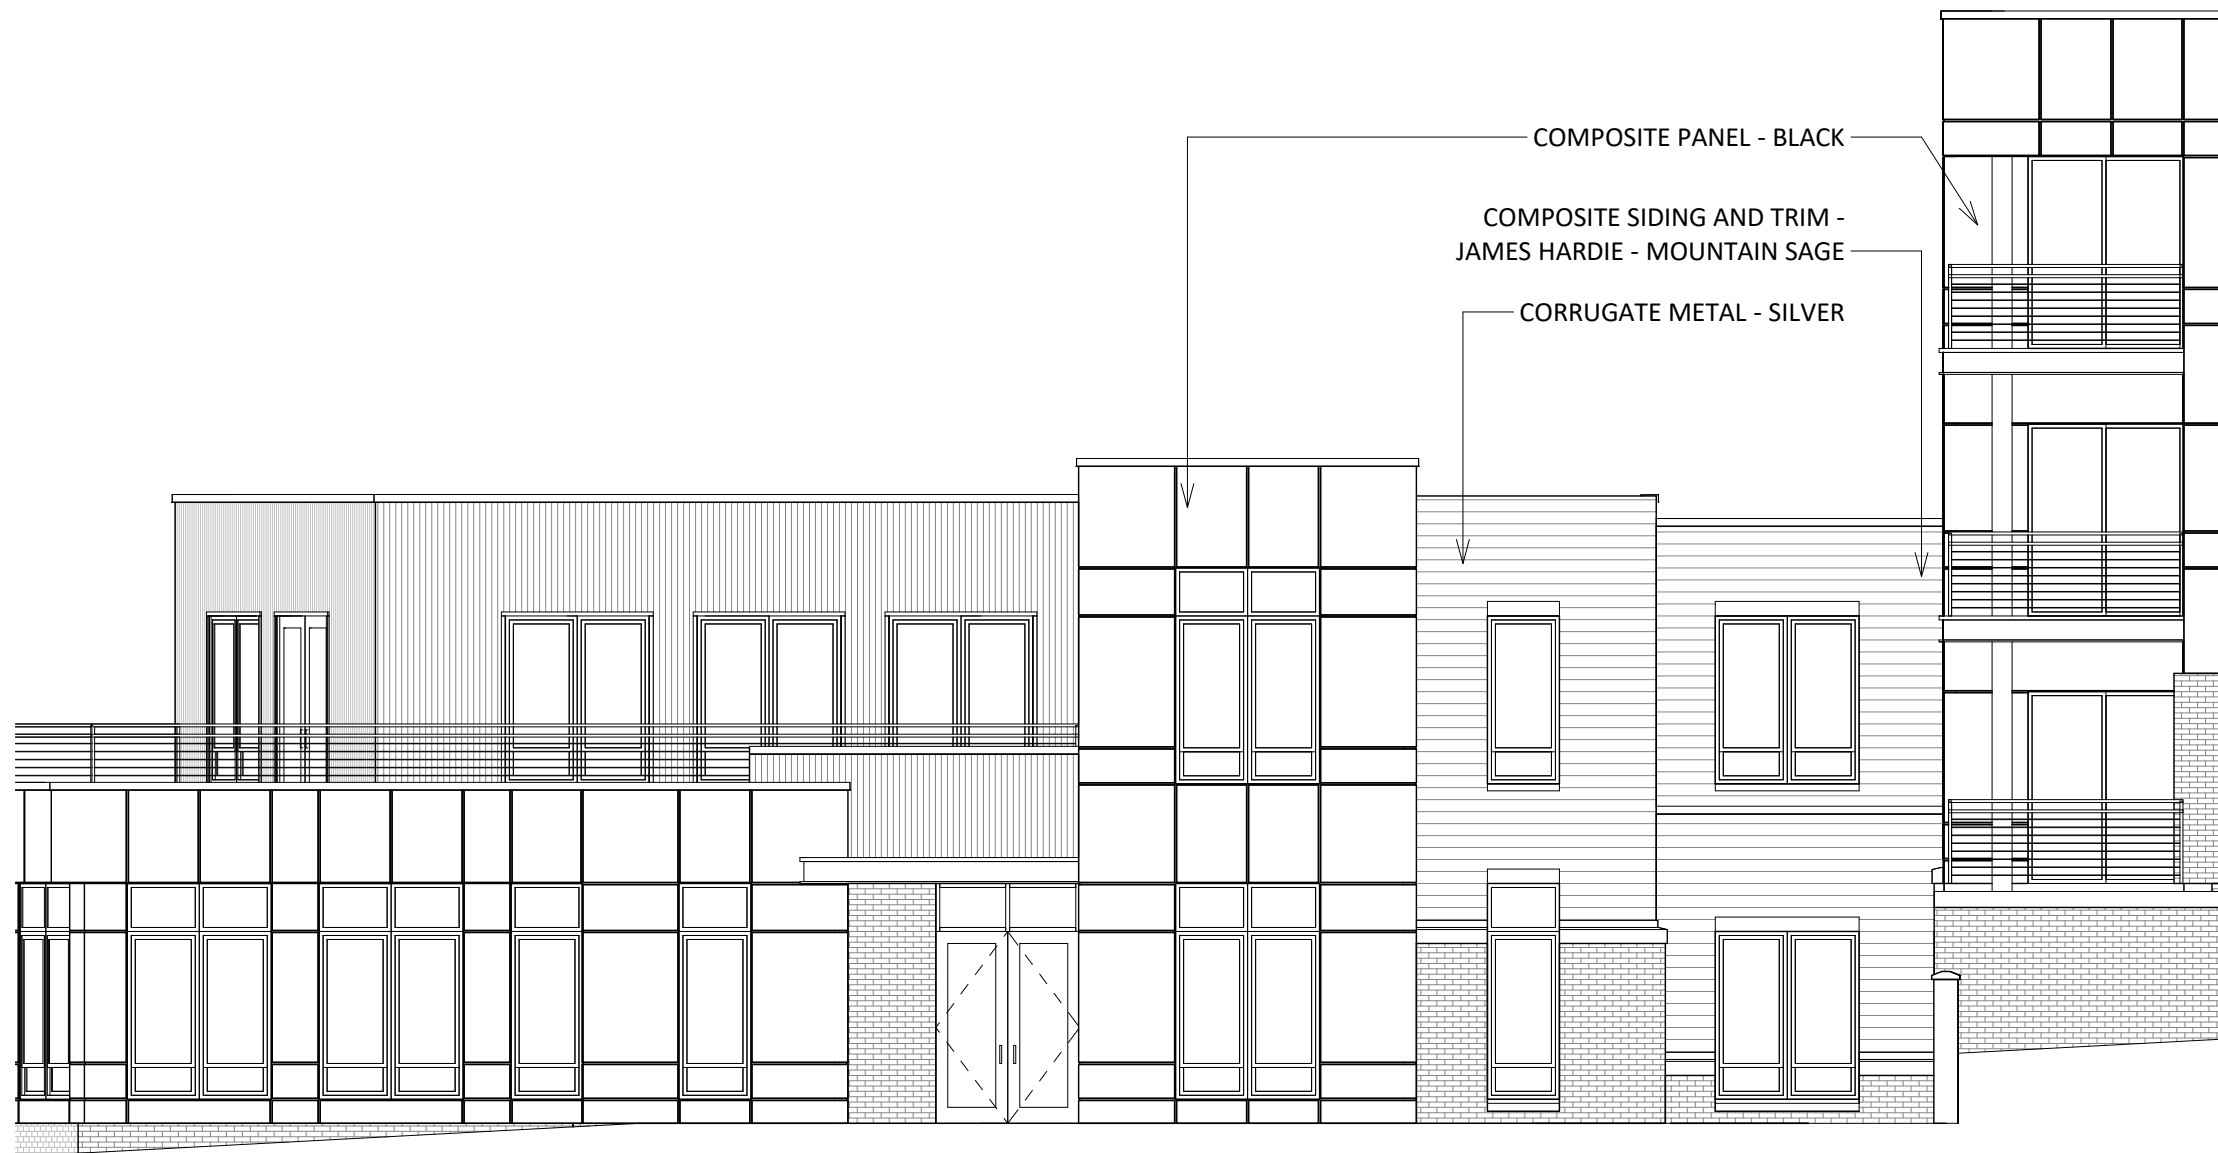 COMPOSITE PANEL - BLACK
COMPOSITE SIDING AND TRIM -
JAMES HARDIE - MOUNTAIN SAGE
CORRUGATE METAL - SILVER